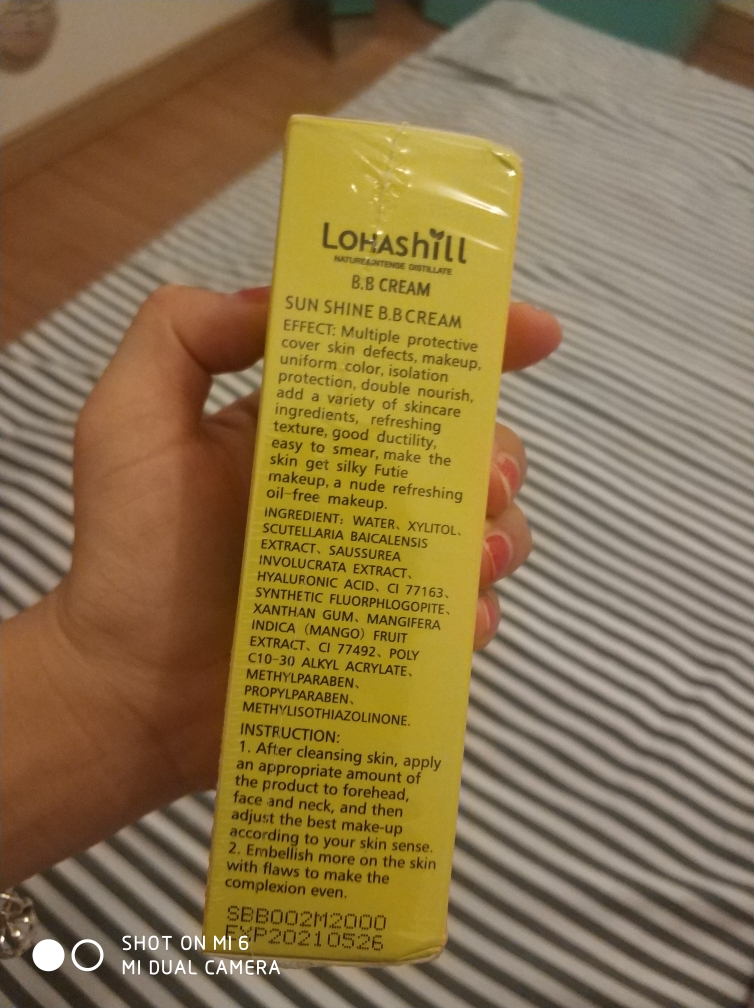 LOHAshill
NATURE&INTENSE DISTILLATE
B.B CREAM
SUN SHINE B.B CREAM
EFFECT: Multiple protective
cover skin defects, makeup,
uniform color, isolation
protection, double nourish,
add a variety of skincare
ingredients, refreshing
texture, good ductility,
easy to smear, make the
skin get silky Futie
makeup, a nude refreshing
oil-free makeup.
INGREDIENT: WATER、XYLITOL、
SCUTELLARIA BAICALENSIS
EXTRACT、SAUSSUREA
INVOLUCRATA EXTRACT、
HYALURONIC ACID、CI 77163、
SYNTHETIC FLUORPHLOGOPITE、
XANTHAN GUM、MANGIFERA
INDICA (MANGO) FRUIT
EXTRACT、CI 77492、POLY
C10-30 ALKYL ACRYLATE、
METHYLPARABEN、
PROPYLPARABEN、
METHYLISOTHIAZOLINONE.
INSTRUCTION:
1. After cleansing skin, apply
an appropriate amount of
the product to forehead,
face and neck, and then
adjust the best make-up
according to your skin sense.
2. Embellish more on the skin
with flaws to make the
complexion even.
SBB002M2000
EXP20210526
SHOT ON MI 6
MI DUAL CAMERA